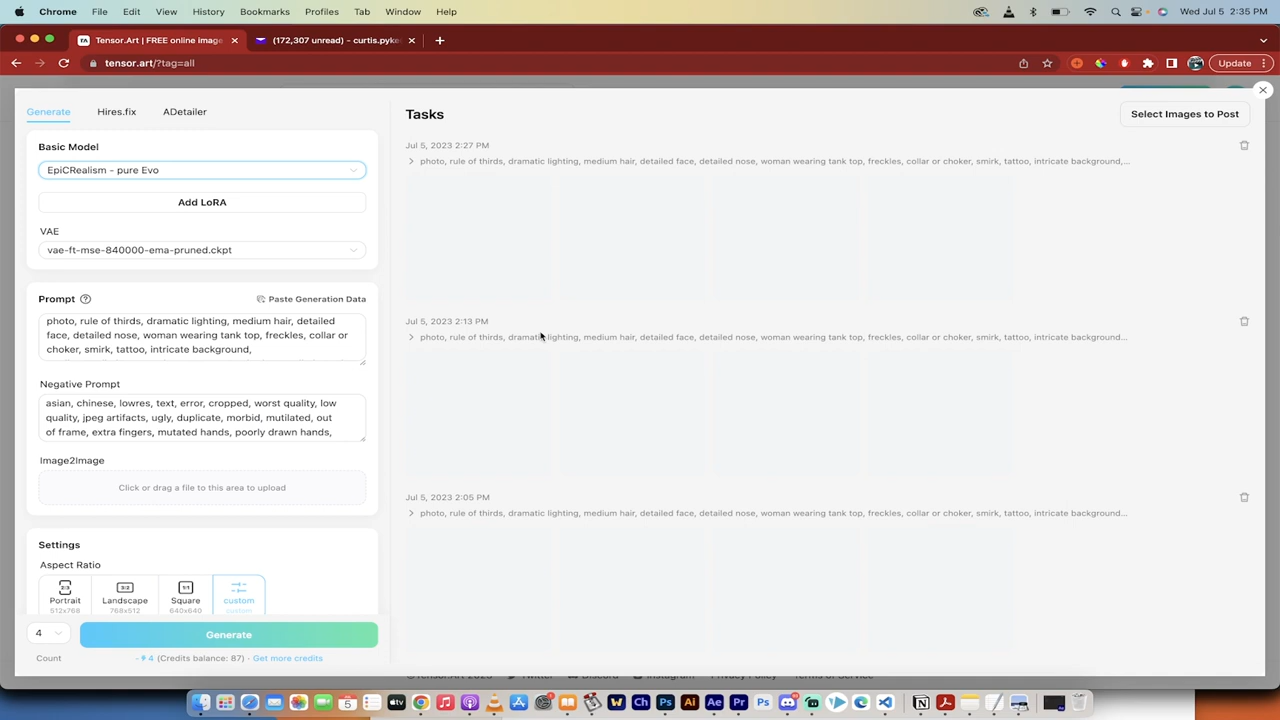 Chrome File Edit View History Bookmarks Profiles Tab Window Help Wed Jul 5 2:35 PM
Tensor.Art | FREE online image (172,307 unread) - curtis.pyke
tensor.art/?tag=all Update
Generate Hires.fix ADetailer
Tasks
Select Images to Post
Basic Model
EpiCRealism - pure Evo
Add LoRA
VAE
vae-ft-mse-840000-ema-pruned.ckpt
Prompt ? Paste Generation Data
photo, rule of thirds, dramatic lighting, medium hair, detailed
face, detailed nose, woman wearing tank top, freckles, collar or
choker, smirk, tattoo, intricate background,
Negative Prompt
asian, chinese, lowres, text, error, cropped, worst quality, low
quality, jpeg artifacts, ugly, duplicate, morbid, mutilated, out
of frame, extra fingers, mutated hands, poorly drawn hands,
Image2Image
Click or drag a file to this area to upload
Settings
Aspect Ratio
2:3 3:2 1:1
Portrait Landscape Square custom
512x768 768x512 640x640 custom
4 Generate
Count - 4 (Credits balance: 87) · Get more credits
Jul 5, 2023 2:27 PM
photo, rule of thirds, dramatic lighting, medium hair, detailed face, detailed nose, woman wearing tank top, freckles, collar or choker, smirk, tattoo, intricate background,...
Jul 5, 2023 2:13 PM
photo, rule of thirds, dramatic lighting, medium hair, detailed face, detailed nose, woman wearing tank top, freckles, collar or choker, smirk, tattoo, intricate background...
Jul 5, 2023 2:05 PM
photo, rule of thirds, dramatic lighting, medium hair, detailed face, detailed nose, woman wearing tank top, freckles, collar or choker, smirk, tattoo, intricate background...